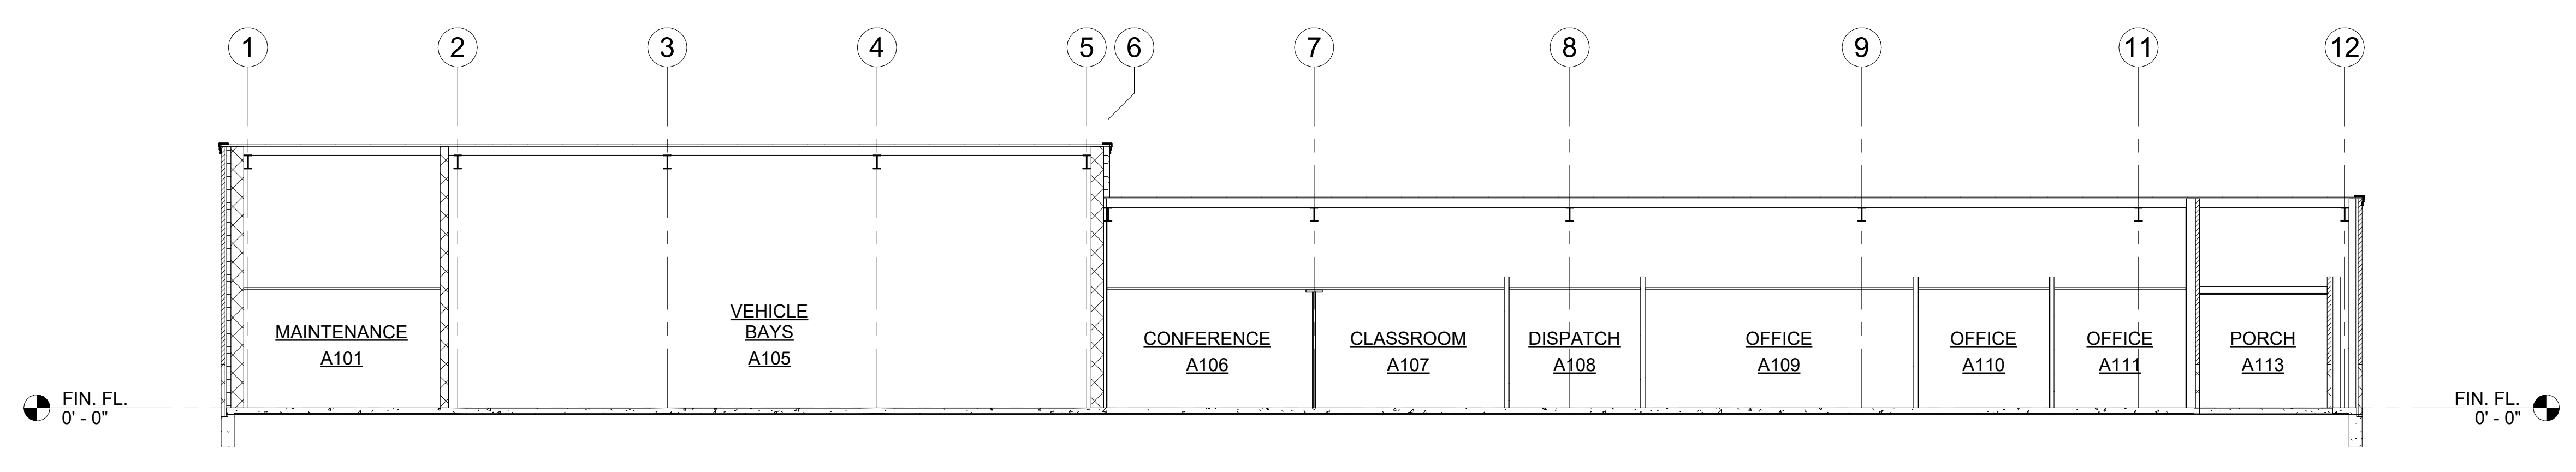 1 2 3 4 5 6 7 8 9 11 12
VEHICLE
BAYS
A105
MAINTENANCE
A101
CONFERENCE
A106
CLASSROOM
A107
DISPATCH
A108
OFFICE
A109
OFFICE
A110
OFFICE
A111
PORCH
A113
FIN. FL.
0' - 0"
FIN. FL.
0' - 0"